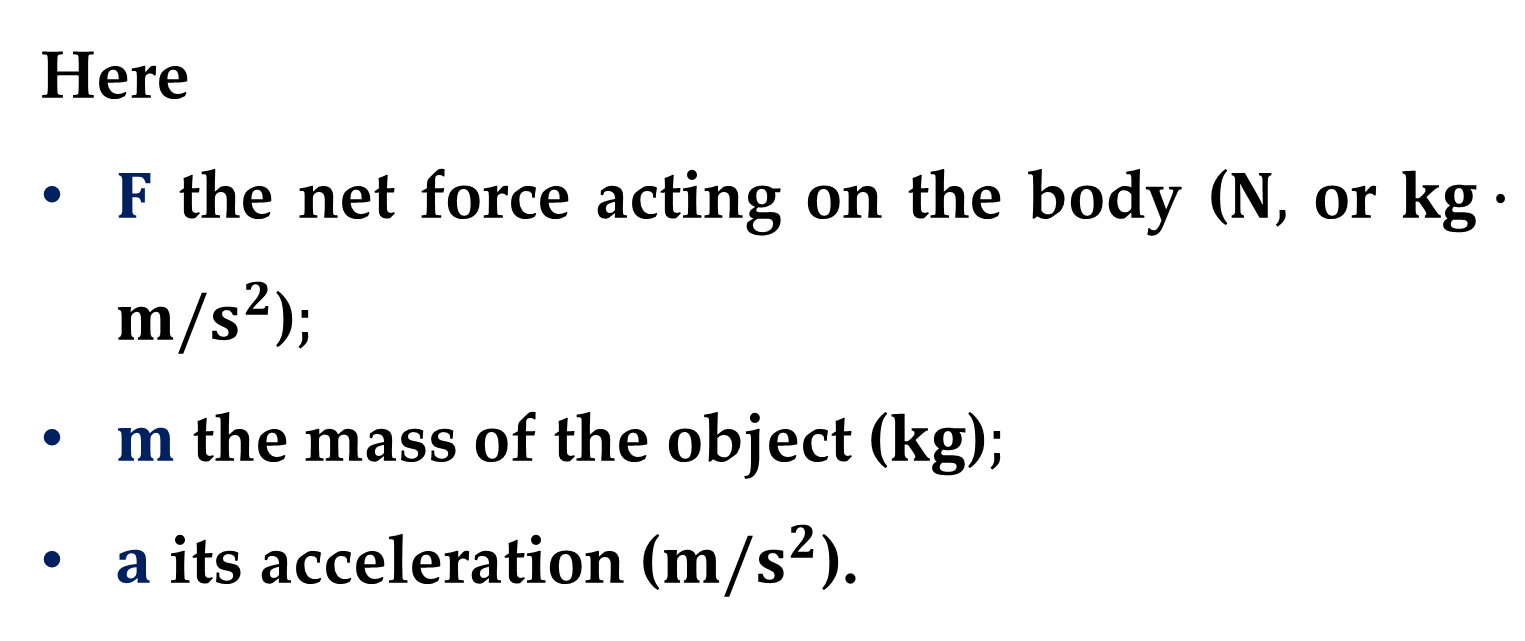 Here
• F the net force acting on the body (N, or kg ·
m/s²);
• m the mass of the object (kg);
• a its acceleration (m/s²).